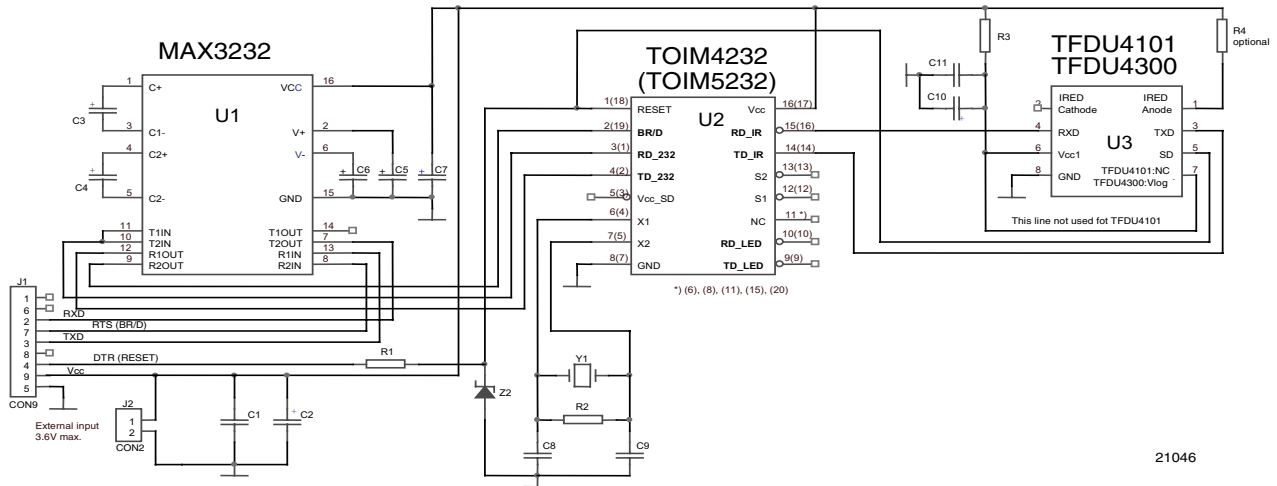 MAX3232
U1
1 C+
3 C1-
4 C2+
5 C2-
11 T1IN
10 T2IN
12 R1OUT
9 R2OUT
VCC 16
V+ 2
V- 6
GND 15
T1OUT 14
T2OUT 7
R1IN 13
R2IN 8
+
C3
+
C4
+
C6
+
C5
+
C7
TOIM4232
(TOIM5232)
U2
1(18) RESET
2(19) BR/D
3(1) RD_232
4(2) TD_232
5(3) Vcc_SD
6(4) X1
7(5) X2
8(7) GND
Vcc 16(17)
RD_IR 15(16)
TD_IR 14(14)
S2 13(13)
S1 12(12)
NC 11 *)
RD_LED 10(10)
TD_LED 9(9)
*) (6), (8), (11), (15), (20)
R3
R4
optional
C11
C10
+
TFDU4101
TFDU4300
U3
2 IRED
Cathode
4 RXD
6 Vcc1
8 GND
IRED
Anode 1
TXD 3
SD 5
TFDU4101:NC 7
TFDU4300:Vlog
This line not used fot TFDU4101
J1
1
6
2 RXD
7 RTS (BR/D)
3 TXD
8
4 DTR (RESET)
9 Vcc
5
CON9
R1
Z2
Y1
R2
C8
C9
External input
3.6V max.
J2
1
2
CON2
C1
+
C2
21046